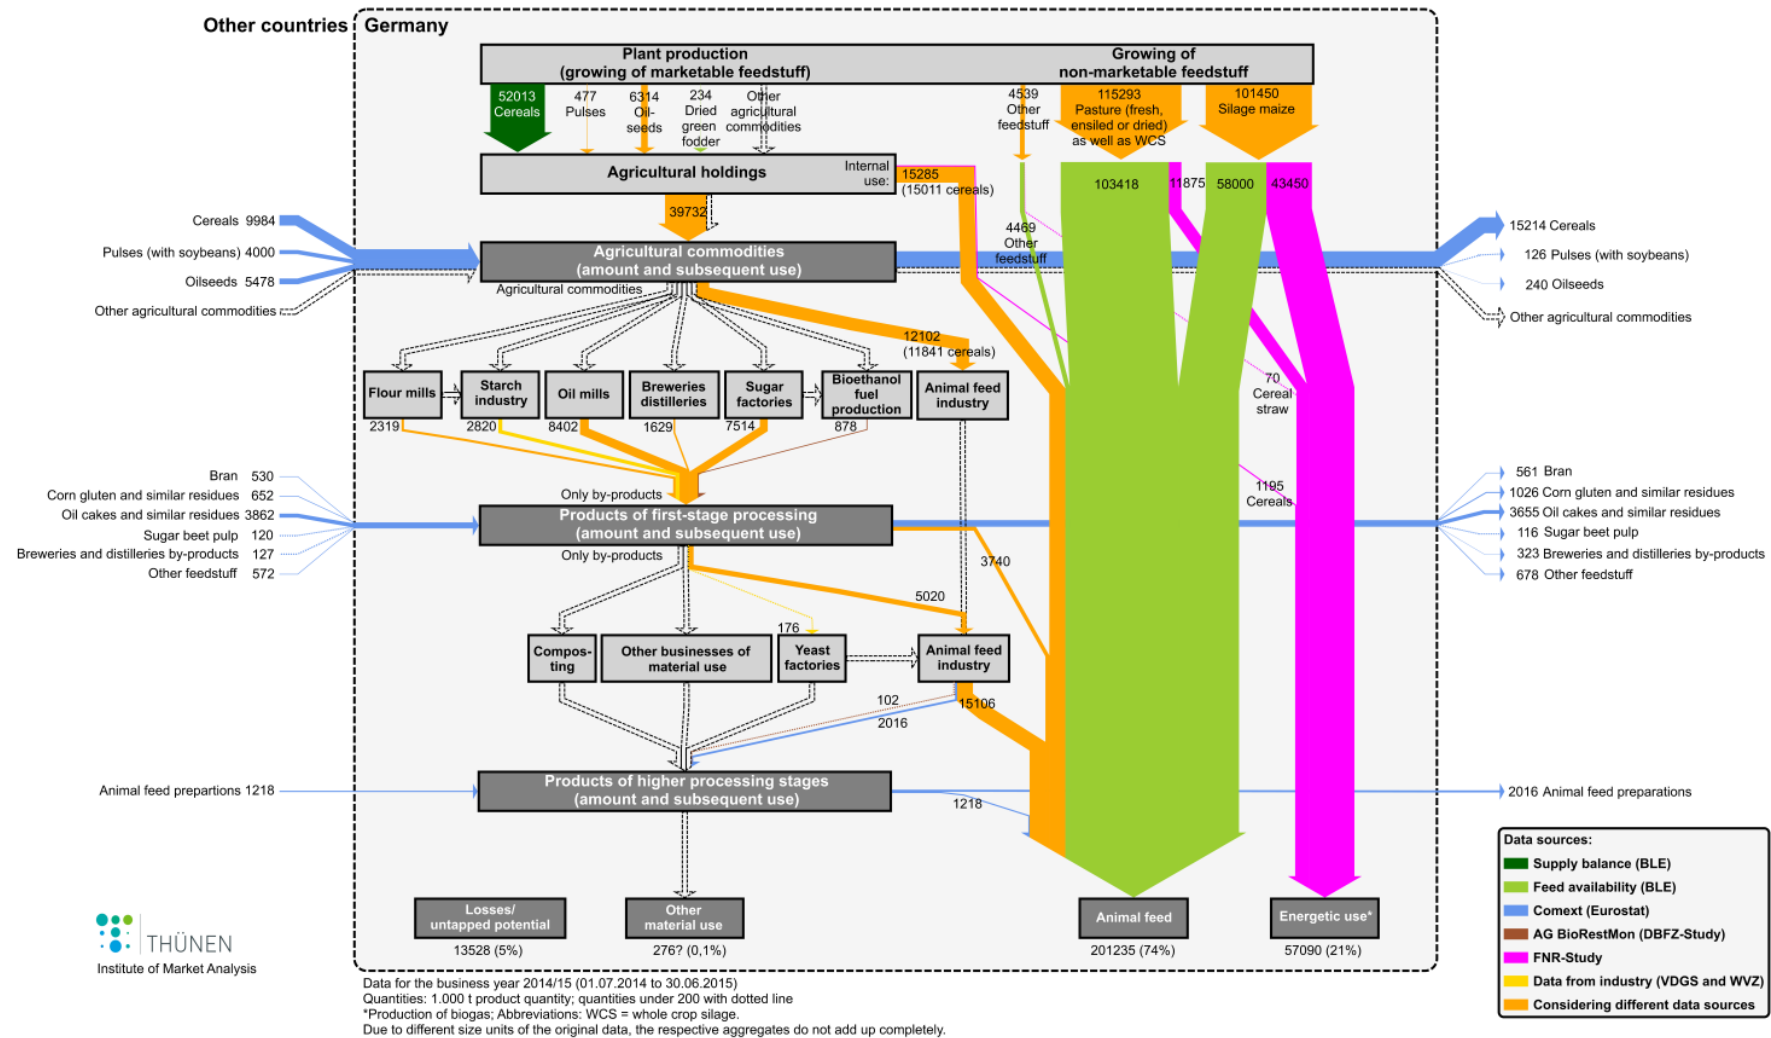 Other countries
Germany
Plant production
(growing of marketable feedstuff)
Growing of
non-marketable feedstuff
52013
Cereals
477
Pulses
6314
Oil-
seeds
234
Dried
green
fodder
Other
agricultural
commodities
4539
Other
feedstuff
115293
Pasture (fresh,
ensiled or dried)
as well as WCS
101450
Silage maize
Agricultural holdings
Internal
use:
15285
(15011 cereals)
103418
11875
58000
43450
39732
4469
Other
feedstuff
Cereals 9984
Pulses (with soybeans) 4000
Oilseeds 5478
Other agricultural commodities
Agricultural commodities
(amount and subsequent use)
15214 Cereals
126 Pulses (with soybeans)
240 Oilseeds
Other agricultural commodities
Agricultural commodities
12102
(11841 cereals)
Flour mills
Starch
industry
Oil mills
Breweries
distilleries
Sugar
factories
Bioethanol
fuel
production
Animal feed
industry
70
Cereal
straw
2319
2820
8402
1629
7514
878
Bran 530
Corn gluten and similar residues 652
Oil cakes and similar residues 3862
Sugar beet pulp 120
Breweries and distilleries by-products 127
Other feedstuff 572
Only by-products
Products of first-stage processing
(amount and subsequent use)
Only by-products
1195
Cereals
561 Bran
1026 Corn gluten and similar residues
3655 Oil cakes and similar residues
116 Sugar beet pulp
323 Breweries and distilleries by-products
678 Other feedstuff
3740
5020
176
Compos-
ting
Other businesses of
material use
Yeast
factories
Animal feed
industry
102
2016
15106
Animal feed prepartions 1218
Products of higher processing stages
(amount and subsequent use)
1218
2016 Animal feed preparations
Losses/
untapped potential
13528 (5%)
Other
material use
276? (0,1%)
Animal feed
201235 (74%)
Energetic use*
57090 (21%)
THÜNEN
Institute of Market Analysis
Data sources:
Supply balance (BLE)
Feed availability (BLE)
Comext (Eurostat)
AG BioRestMon (DBFZ-Study)
FNR-Study
Data from industry (VDGS and WVZ)
Considering different data sources
Data for the business year 2014/15 (01.07.2014 to 30.06.2015)
Quantities: 1.000 t product quantity; quantities under 200 with dotted line
*Production of biogas; Abbreviations: WCS = whole crop silage.
Due to different size units of the original data, the respective aggregates do not add up completely.